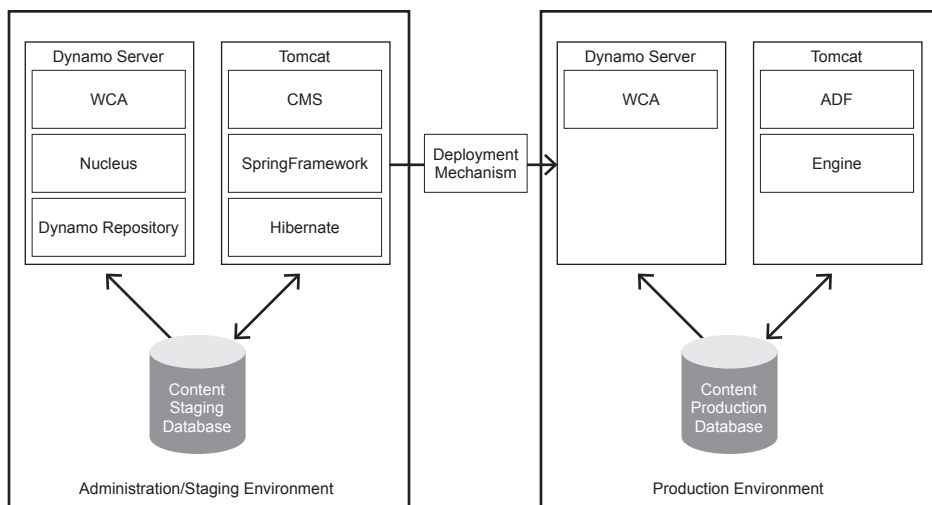 Dynamo Server
WCA
Nucleus
Dynamo Repository
Tomcat
CMS
SpringFramework
Hibernate
Content
Staging
Database
Administration/Staging Environment
Deployment
Mechanism
Dynamo Server
WCA
Tomcat
ADF
Engine
Content
Production
Database
Production Environment